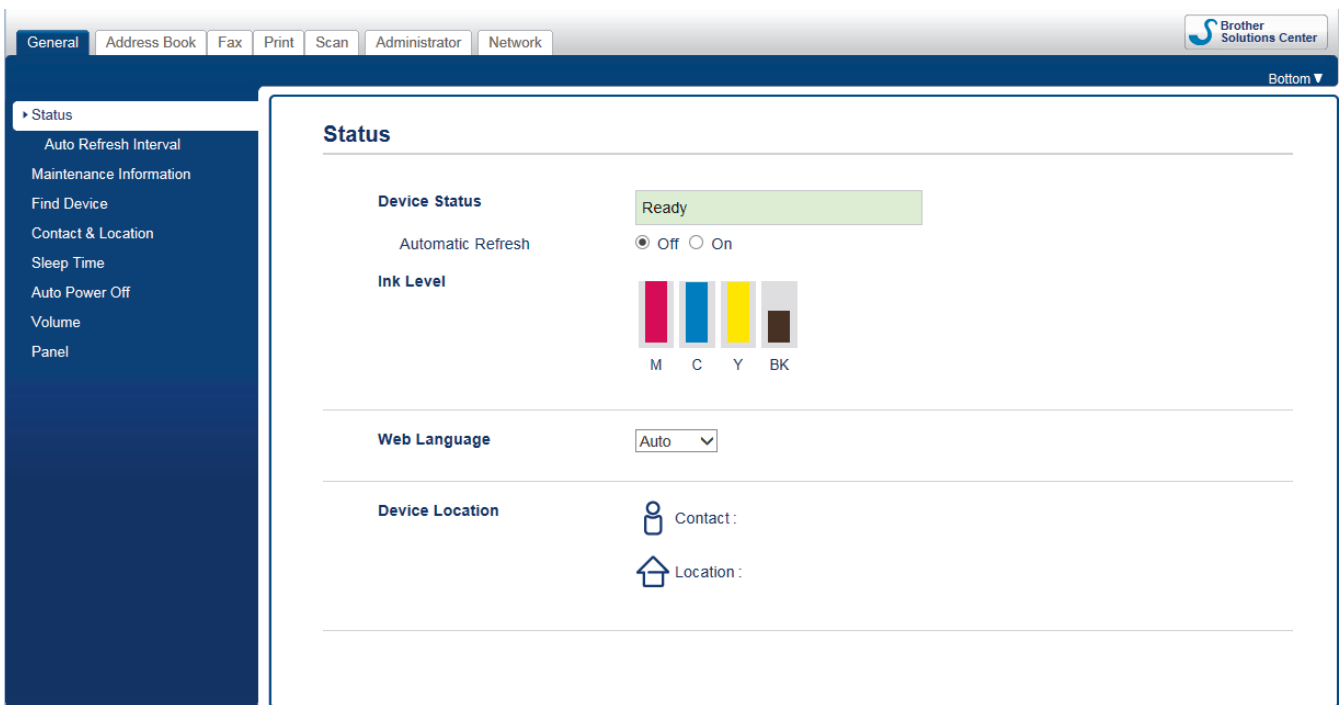 General Address Book Fax Print Scan Administrator Network
Brother
Solutions Center
Bottom▼
Status
Auto Refresh Interval
Maintenance Information
Find Device
Contact & Location
Sleep Time
Auto Power Off
Volume
Panel
Status
Device Status Ready
Automatic Refresh Off On
Ink Level
M C Y BK
Web Language Auto
Device Location Contact :
Location :